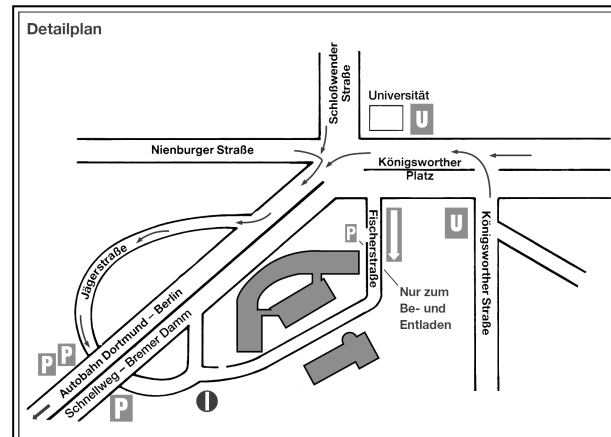 Detailplan
Schloßwender
Straße
Universität
U
Nienburger Straße
Königsworther
Platz
Fischerstraße
P
U
Königsworther Straße
Jägerstraße
Nur zum
Be- und
Entladen
P
P
Autobahn Dortmund – Berlin
Schnellweg – Bremer Damm
P